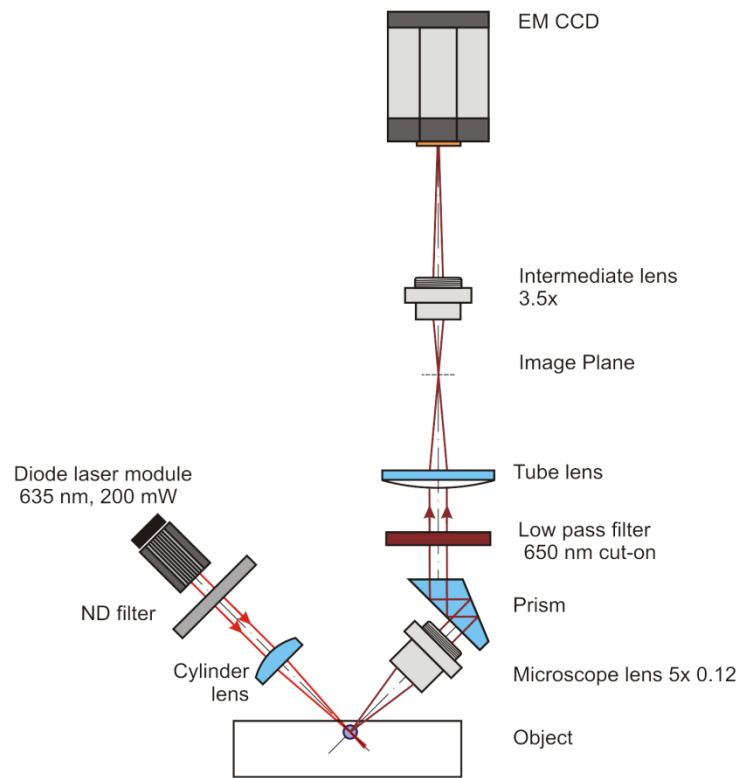 EM CCD
Intermediate lens
3.5x
Image Plane
Tube lens
Diode laser module
635 nm, 200 mW
Low pass filter
650 nm cut-on
ND filter
Prism
Cylinder
lens
Microscope lens 5x 0.12
Object